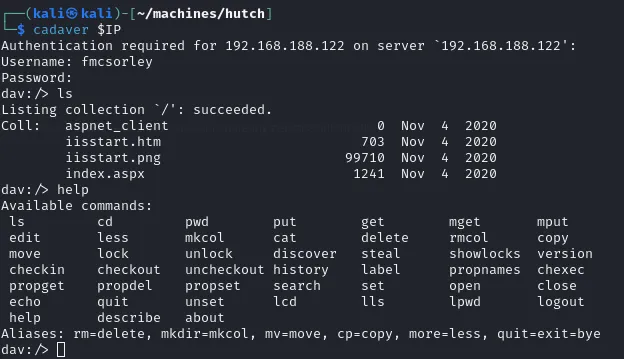 ┌──(kali㉿kali)-[~/machines/hutch]
└─$ cadaver $IP
Authentication required for 192.168.188.122 on server `192.168.188.122':
Username: fmcsorley
Password:
dav:/> ls
Listing collection `/': succeeded.
Coll:   aspnet_client                          0  Nov  4  2020
        iisstart.htm                         703  Nov  4  2020
        iisstart.png                       99710  Nov  4  2020
        index.aspx                          1241  Nov  4  2020
dav:/> help
Available commands:
 ls         cd         pwd        put        get        mget       mput
 edit       less       mkcol      cat        delete     rmcol      copy
 move       lock       unlock     discover   steal      showlocks  version
 checkin    checkout   uncheckout history    label      propnames  chexec
 propget    propdel    propset    search     set        open       close
 echo       quit       unset      lcd        lls        lpwd       logout
 help       describe   about
Aliases: rm=delete, mkdir=mkcol, mv=move, cp=copy, more=less, quit=exit=bye
dav:/>